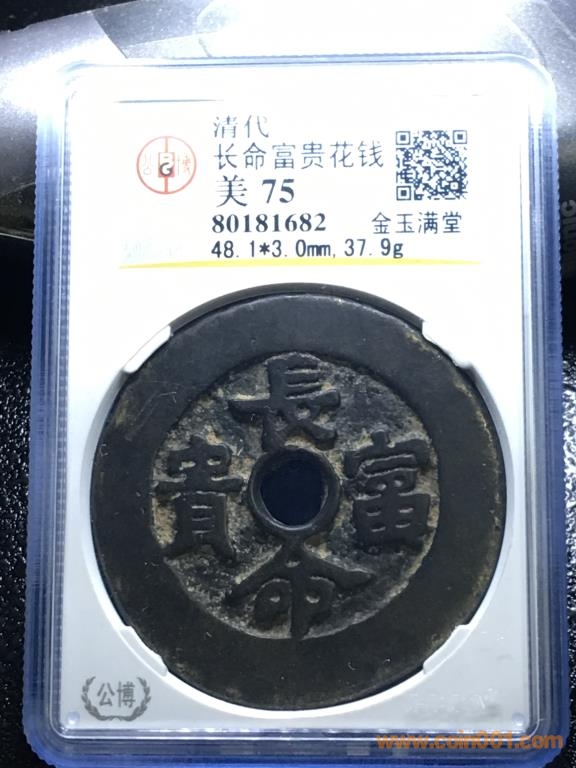 清代
长命富贵花钱
美 75
80181682 金玉满堂
48.1*3.0mm,37.9g
長
命
富
貴
公博
www.coin001.com